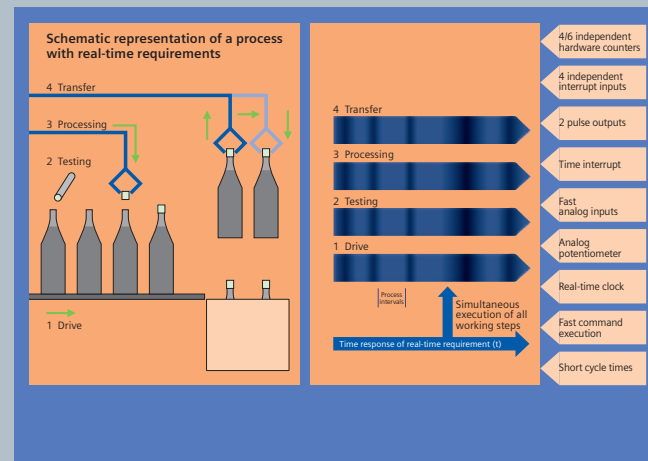 Schematic representation of a process
with real-time requirements
4 Transfer
3 Processing
2 Testing
1 Drive
4 Transfer
3 Processing
2 Testing
1 Drive
Process
intervals
Simultaneous
execution of all
working steps
Time response of real-time requirement (t)
4/6 independent
hardware counters
4 independent
interrupt inputs
2 pulse outputs
Time interrupt
Fast
analog inputs
Analog
potentiometer
Real-time clock
Fast command
execution
Short cycle times